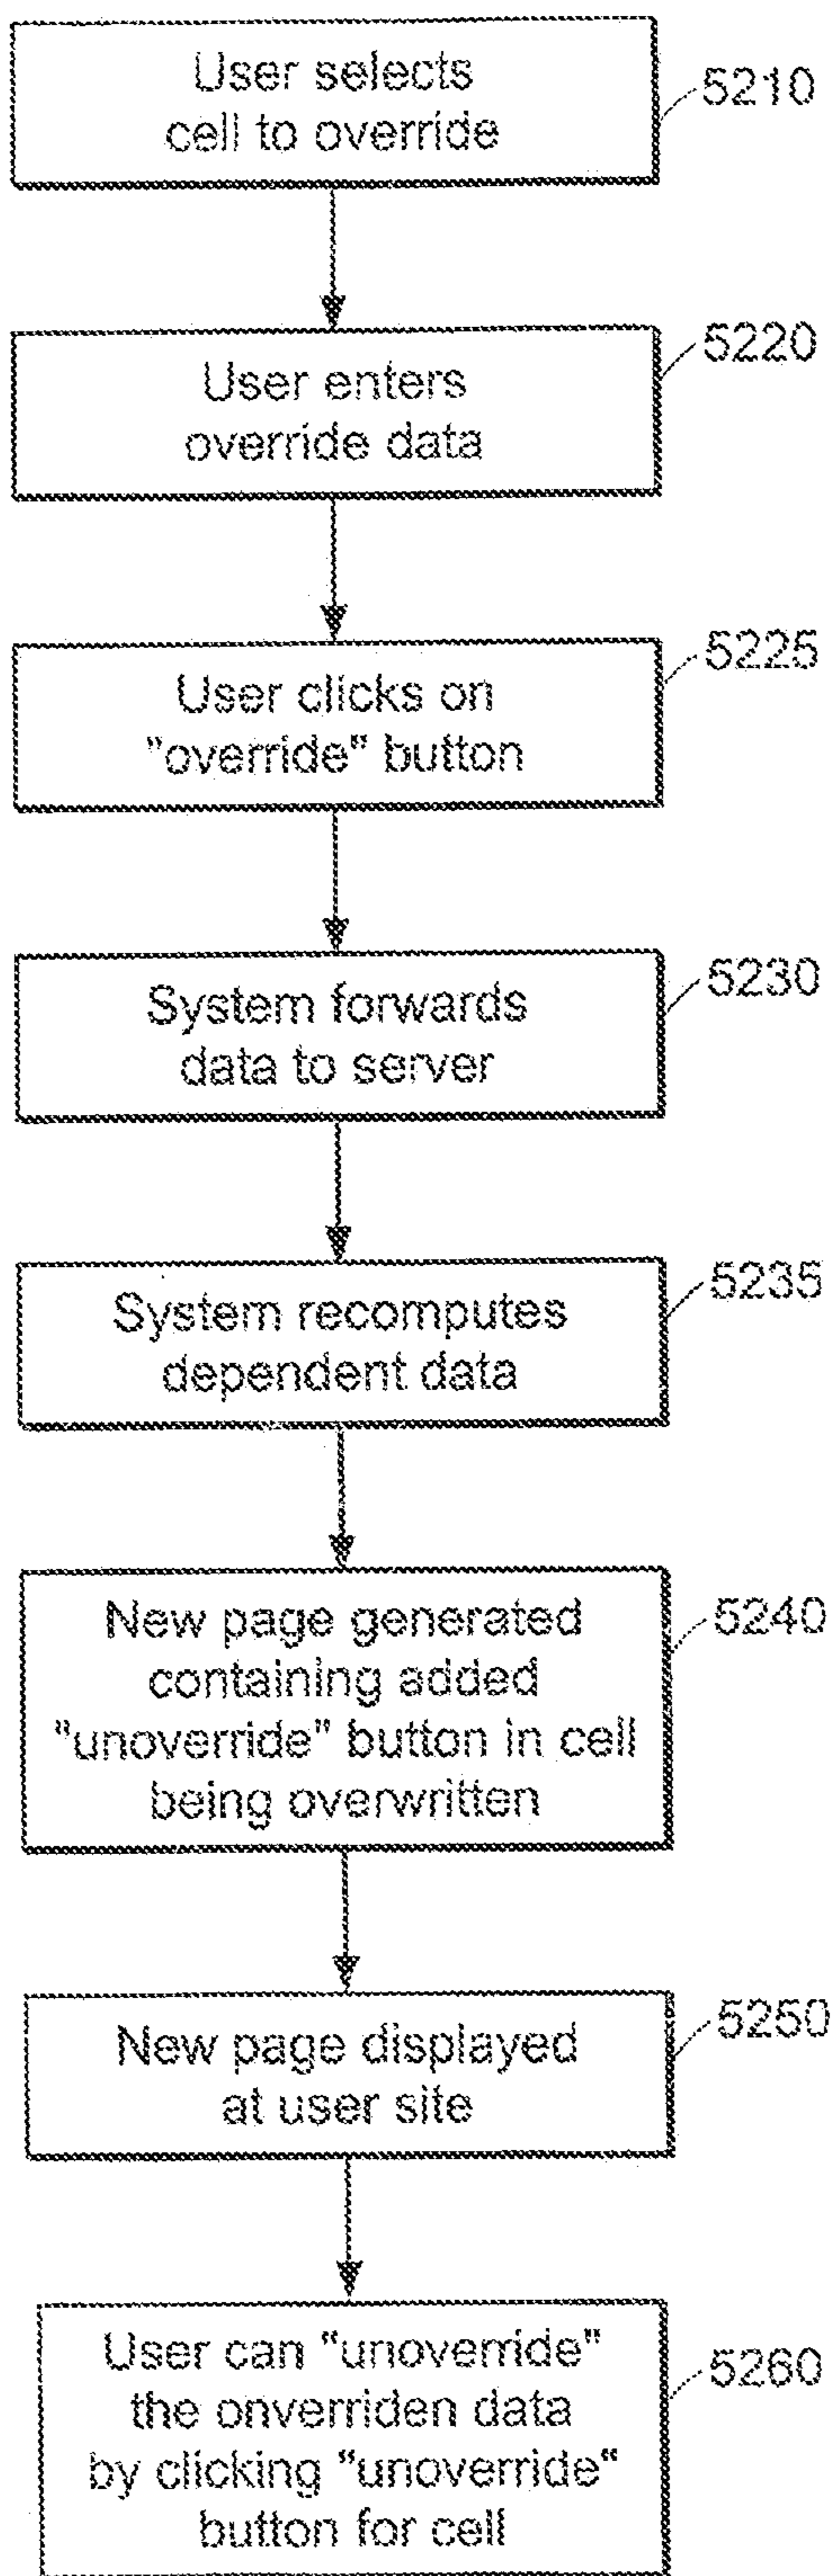 User selects
cell to override
5210
User enters
override data
5220
User clicks on
"override" button
5225
System forwards
data to server
5230
System recomputes
dependent data
5235
New page generated
containing added
"unoverride" button in cell
being overwritten
5240
New page displayed
at user site
5250
User can "unoverride"
the onverriden data
by clicking "unoverride"
button for cell
5260